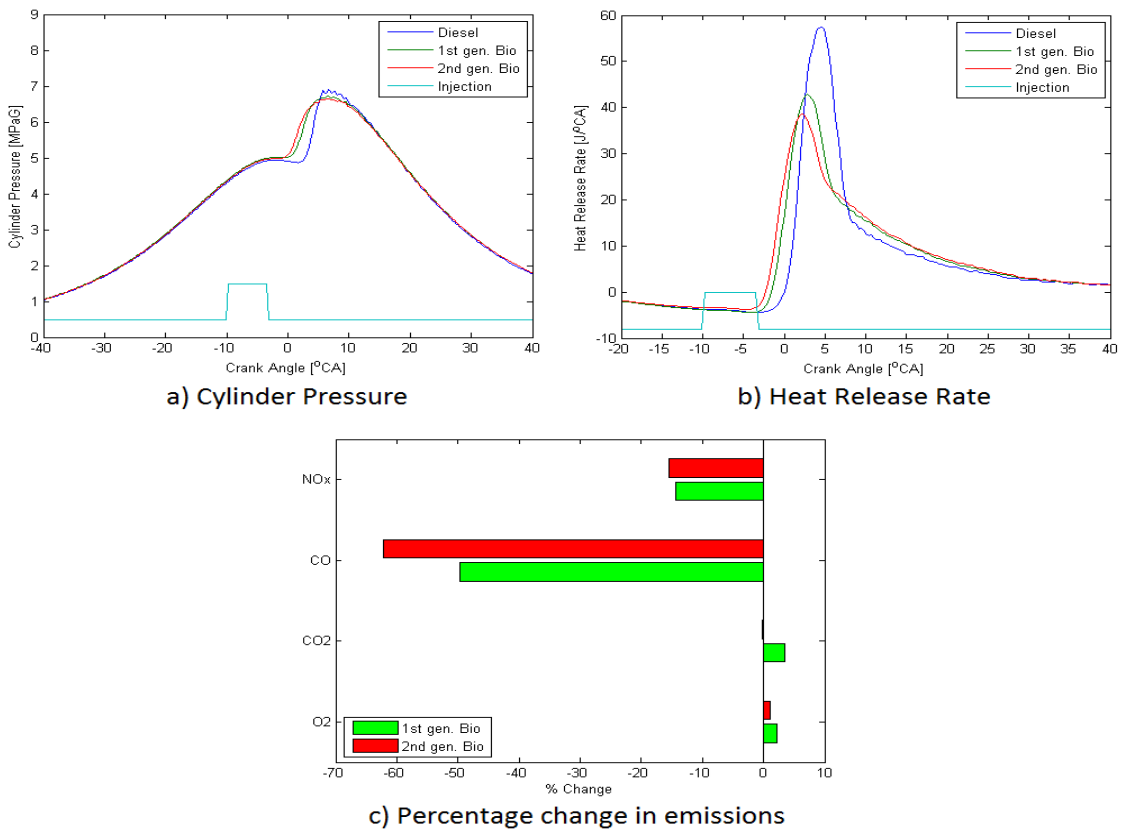 9
8
7
6
5
4
3
2
1
0
-40 -30 -20 -10 0 10 20 30 40
Cylinder Pressure [MPaG]
Crank Angle [°CA]
Diesel
1st gen. Bio
2nd gen. Bio
Injection
a) Cylinder Pressure
60
50
40
30
20
10
0
-10
-20 -15 -10 -5 0 5 10 15 20 25 30 35 40
Heat Release Rate [J/°CA]
Crank Angle [°CA]
Diesel
1st gen. Bio
2nd gen. Bio
Injection
b) Heat Release Rate
NOx
CO
CO2
O2
1st gen. Bio
2nd gen. Bio
-70 -60 -50 -40 -30 -20 -10 0 10
% Change
c) Percentage change in emissions